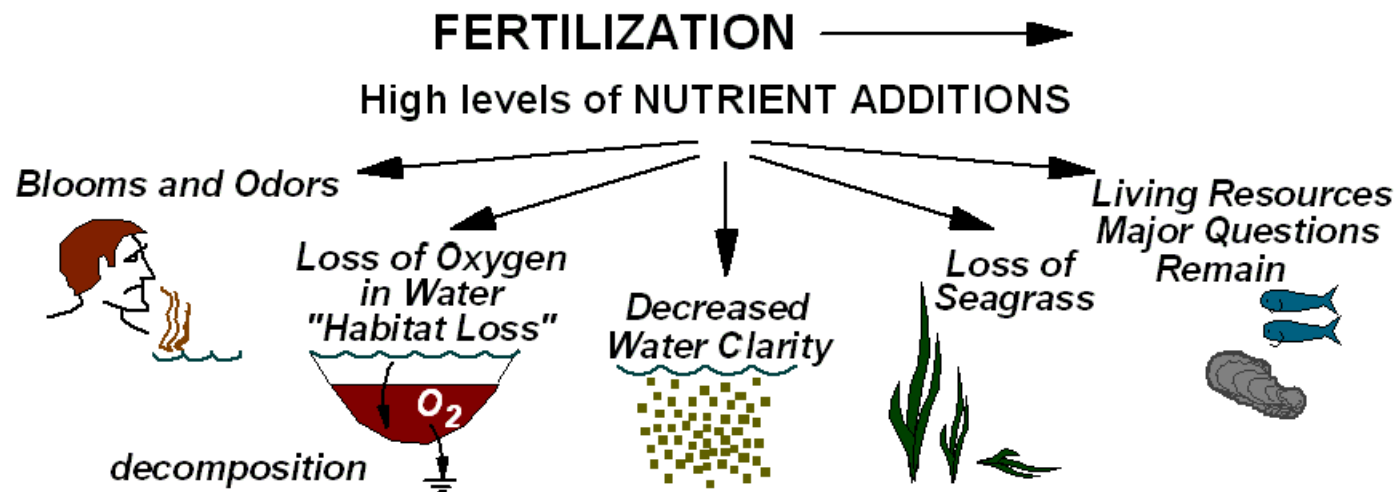 FERTILIZATION
High levels of NUTRIENT ADDITIONS
Blooms and Odors
Loss of Oxygen
in Water
"Habitat Loss"
O2
decomposition
Decreased
Water Clarity
Loss of
Seagrass
Living Resources
Major Questions
Remain